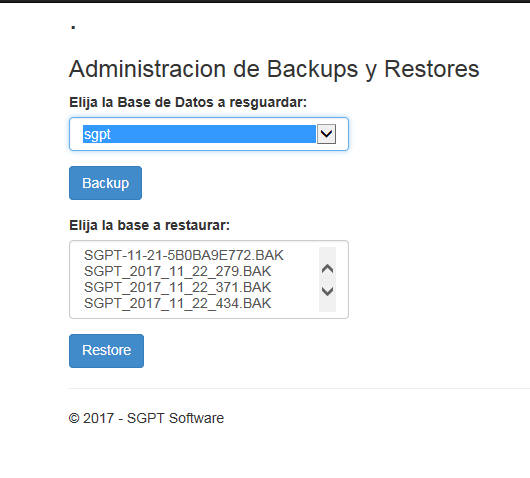 .
Administracion de Backups y Restores
Elija la Base de Datos a resguardar:
sgpt
Backup
Elija la base a restaurar:
SGPT-11-21-5B0BA9E772.BAK
SGPT_2017_11_22_279.BAK
SGPT_2017_11_22_371.BAK
SGPT_2017_11_22_434.BAK
Restore
© 2017 - SGPT Software